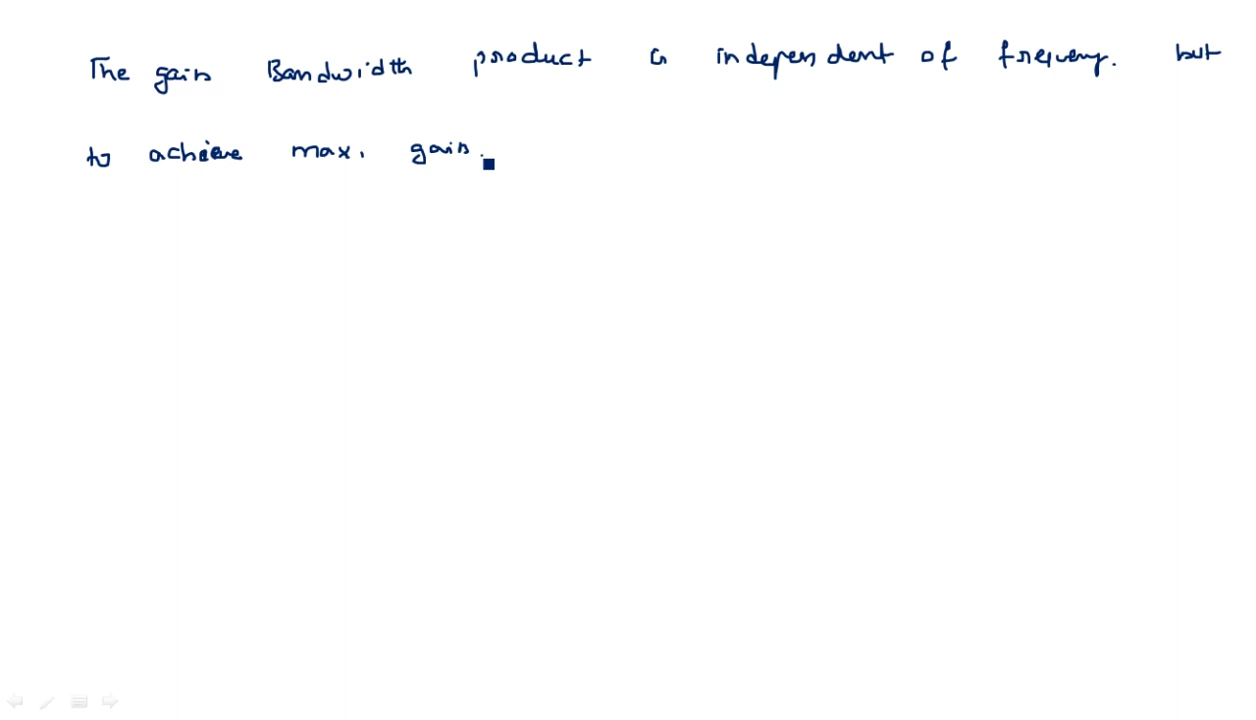 The gain Bandwidth product is independent of frequency. but
to achieve max. gain.